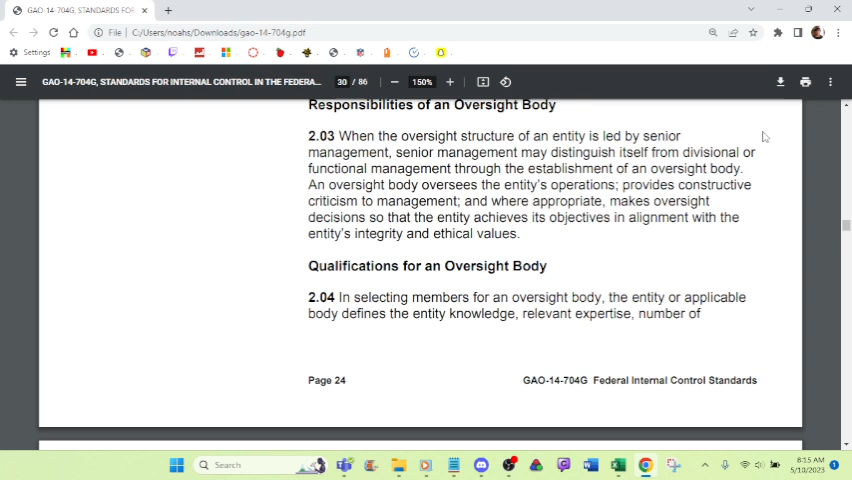 GAO-14-704G, STANDARDS FOR
File
C:/Users/noahs/Downloads/gao-14-704g.pdf
Settings
GAO-14-704G, STANDARDS FOR INTERNAL CONTROL IN THE FEDERA...
30 / 86
150%
Responsibilities of an Oversight Body
2.03 When the oversight structure of an entity is led by senior
management, senior management may distinguish itself from divisional or
functional management through the establishment of an oversight body.
An oversight body oversees the entity's operations; provides constructive
criticism to management; and where appropriate, makes oversight
decisions so that the entity achieves its objectives in alignment with the
entity's integrity and ethical values.
Qualifications for an Oversight Body
2.04 In selecting members for an oversight body, the entity or applicable
body defines the entity knowledge, relevant expertise, number of
Page 24
GAO-14-704G Federal Internal Control Standards
Search
8:15 AM
5/10/2023